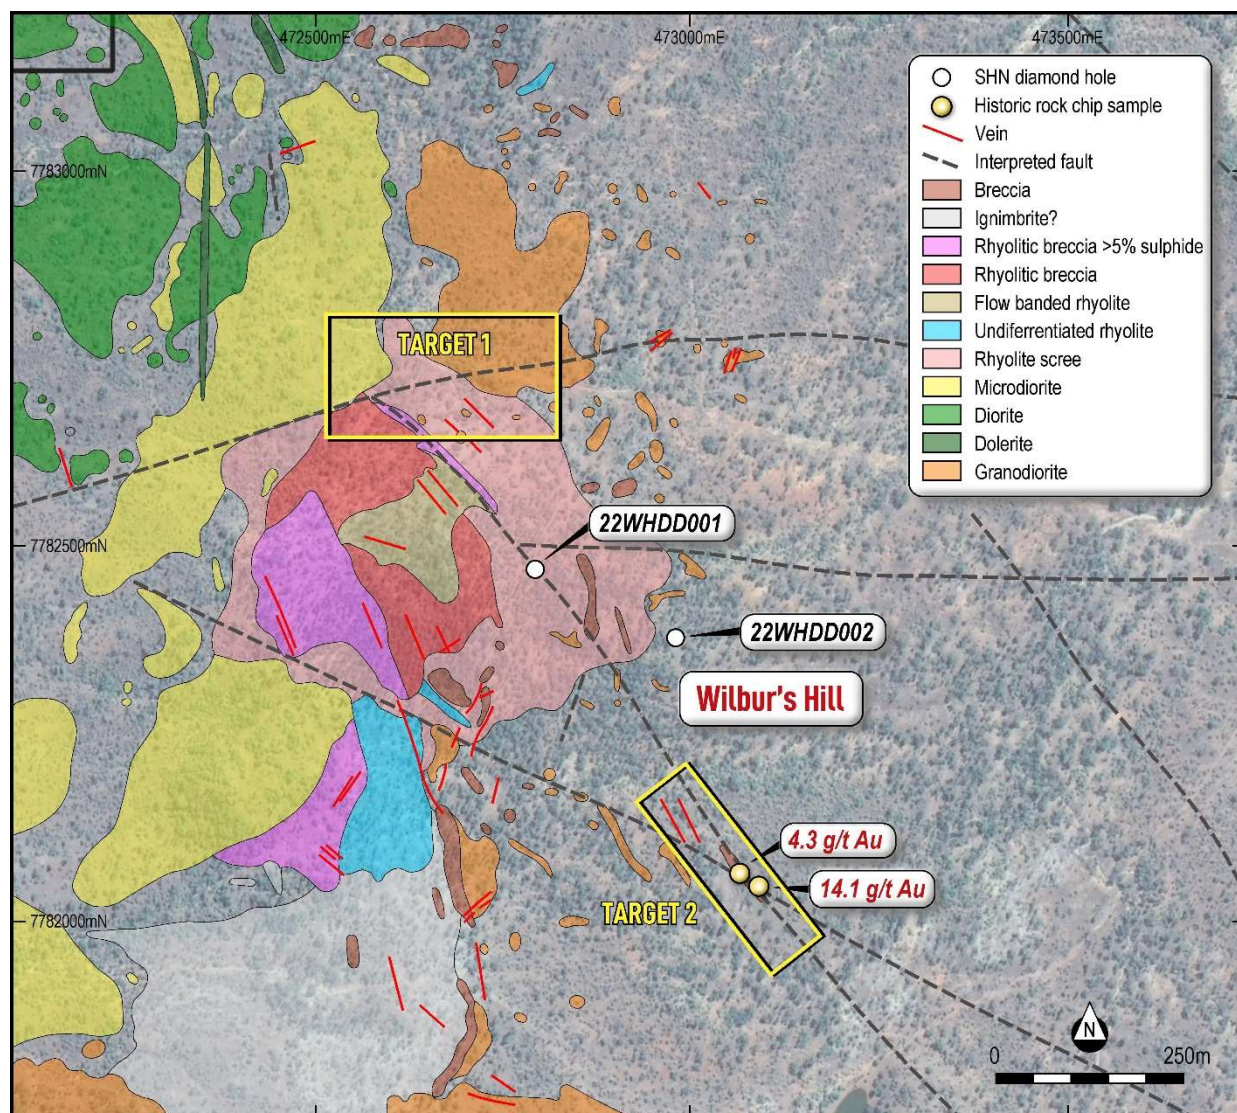 472500mE
473000mE
473500mE
SHN diamond hole
Historic rock chip sample
Vein
Interpreted fault
Breccia
Ignimbrite?
Rhyolitic breccia >5% sulphide
Rhyolitic breccia
Flow banded rhyolite
Undiferrentiated rhyolite
Rhyolite scree
Microdiorite
Diorite
Dolerite
Granodiorite
7783000mN
TARGET 1
22WHDD001
7782500mN
22WHDD002
Wilbur's Hill
4.3 g/t Au
14.1 g/t Au
TARGET 2
7782000mN
N
0 250m